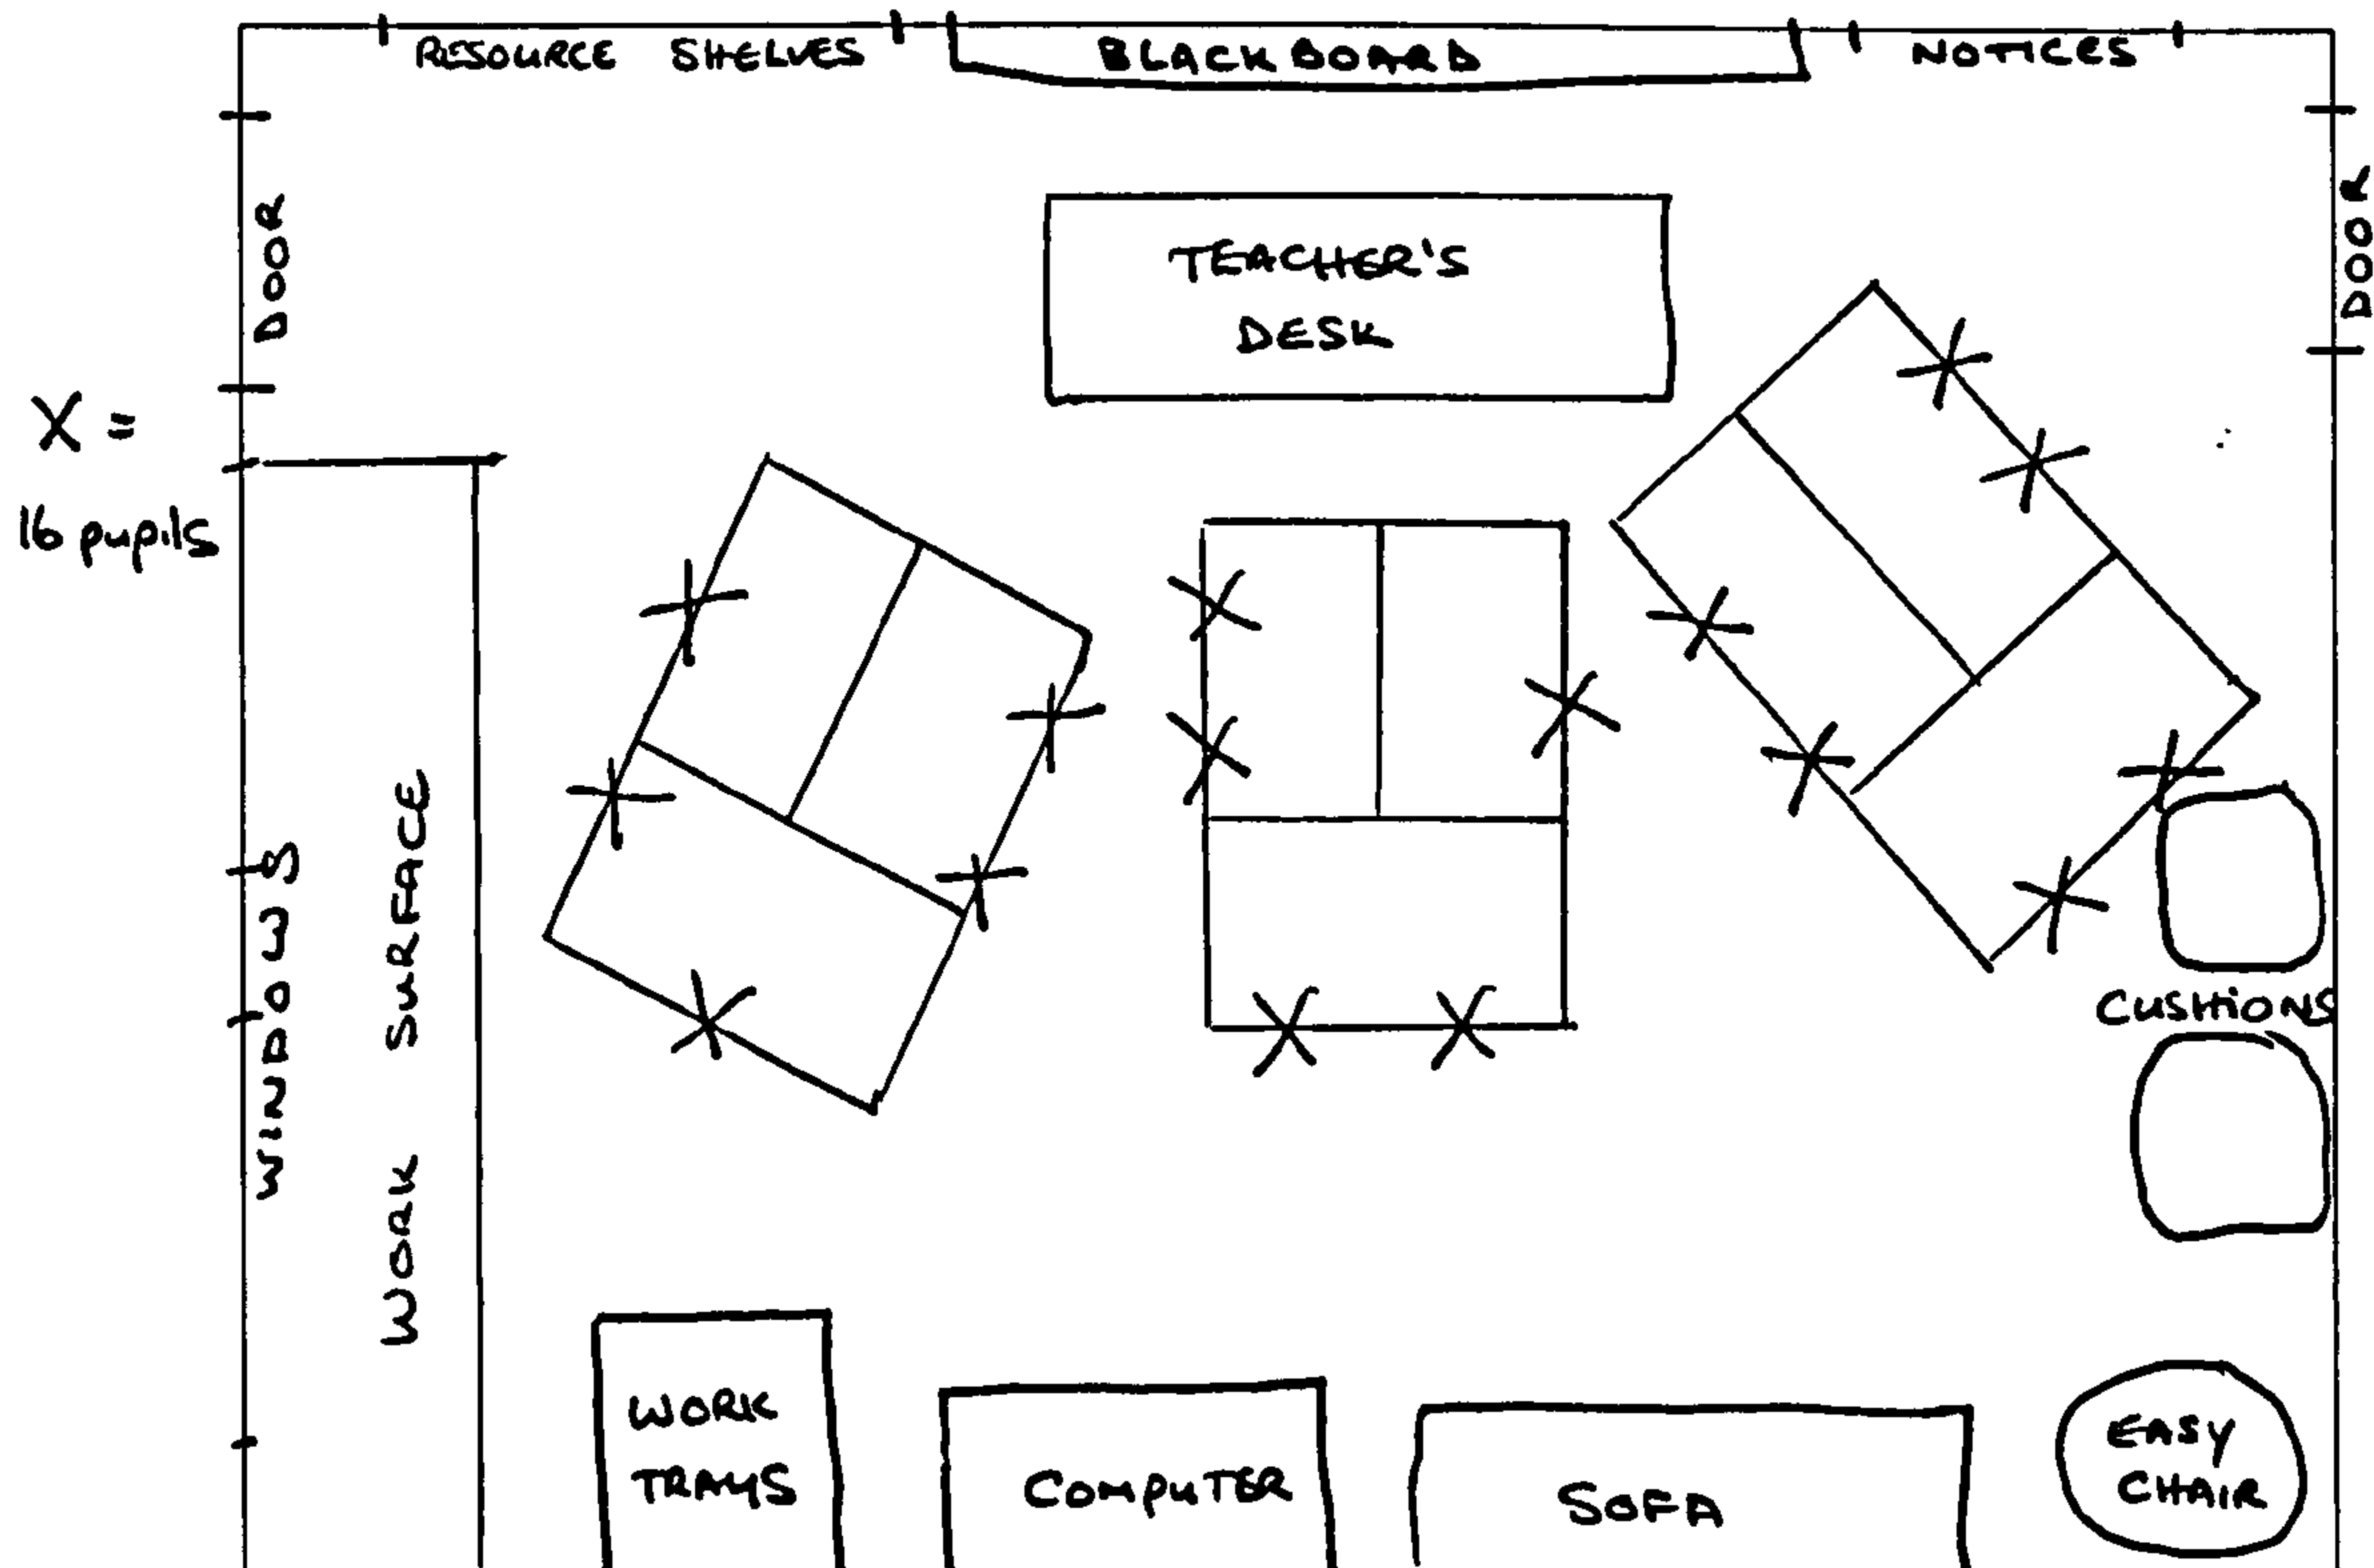 RESOURCE SHELVES
BLACKBOARD
NOTICES
DOOR
TEACHER'S
DESK
DOOR
X =
16 pupils
WINDOWS
WORK SURFACE
CUSHIONS
WORK
TRAYS
COMPUTER
SOFA
EASY
CHAIR